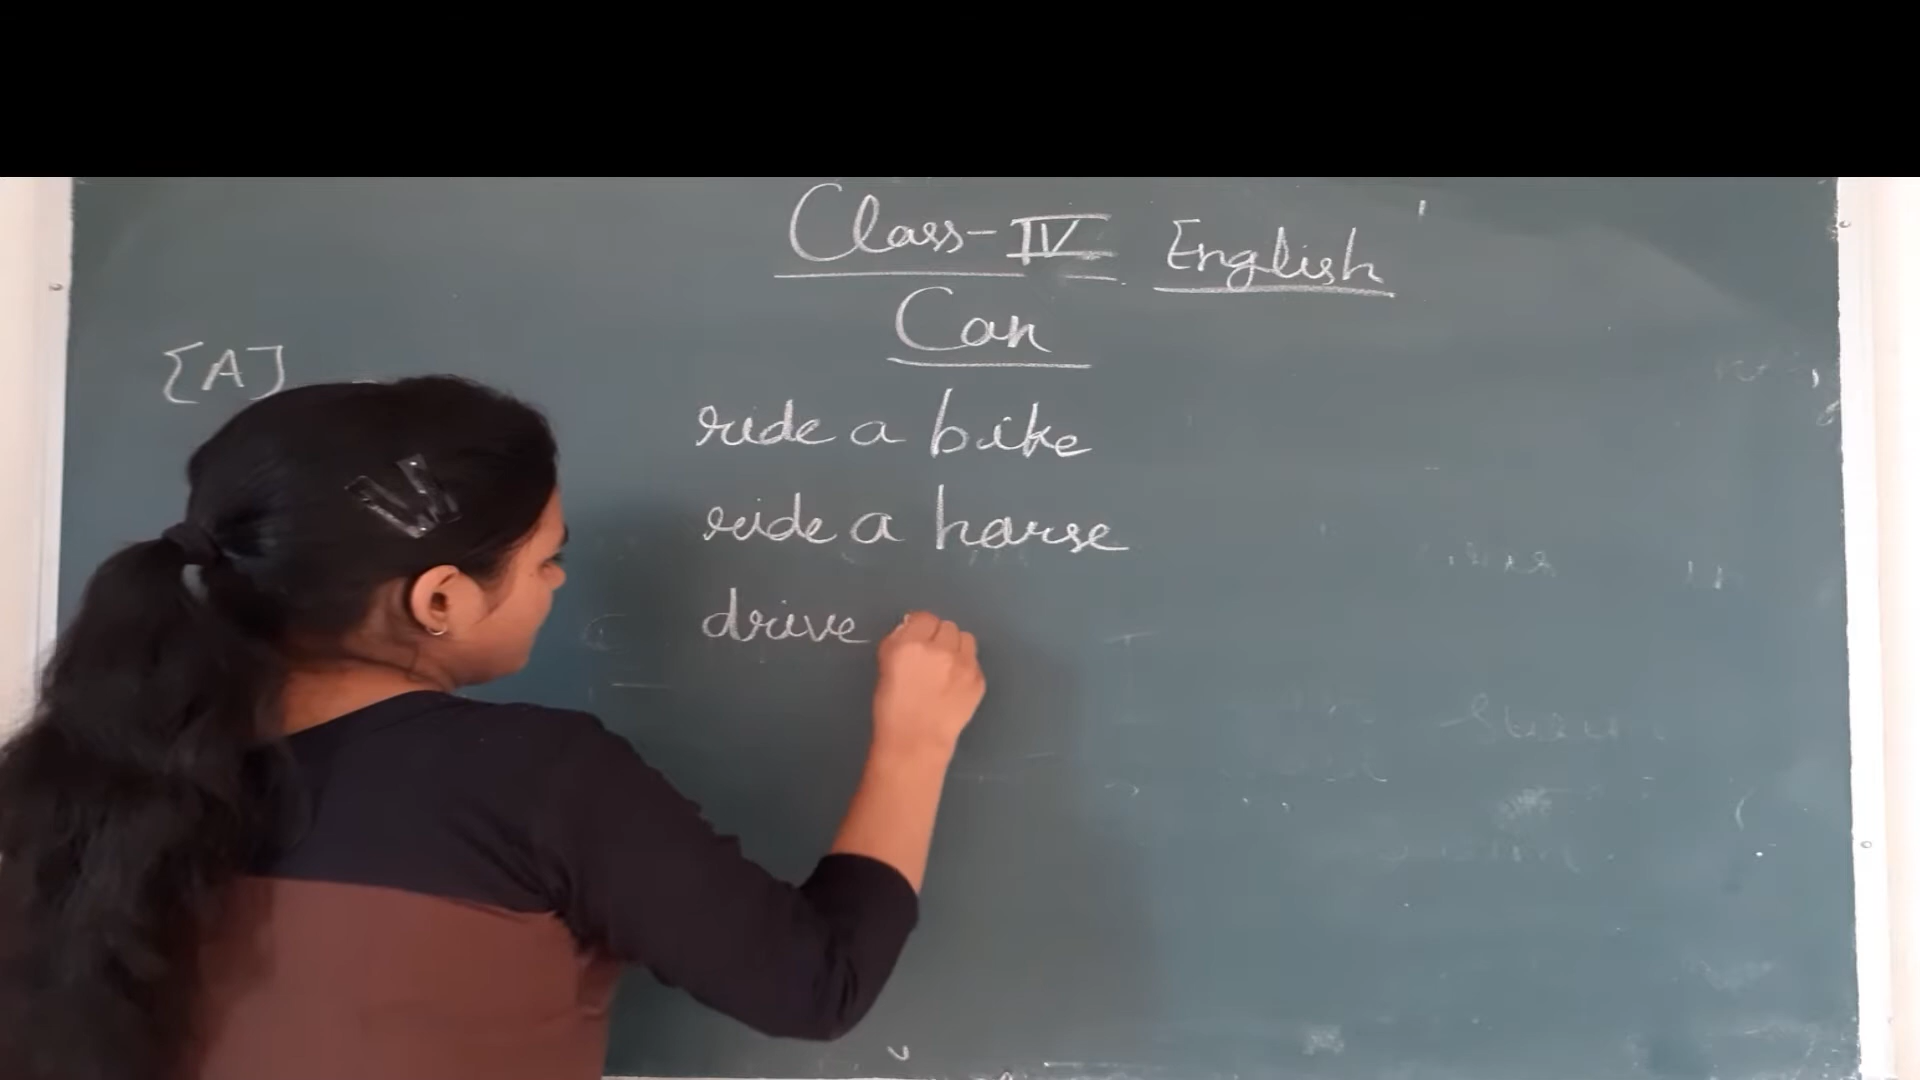 Class-IV English
Can
[A]
ride a bike
ride a horse
drive